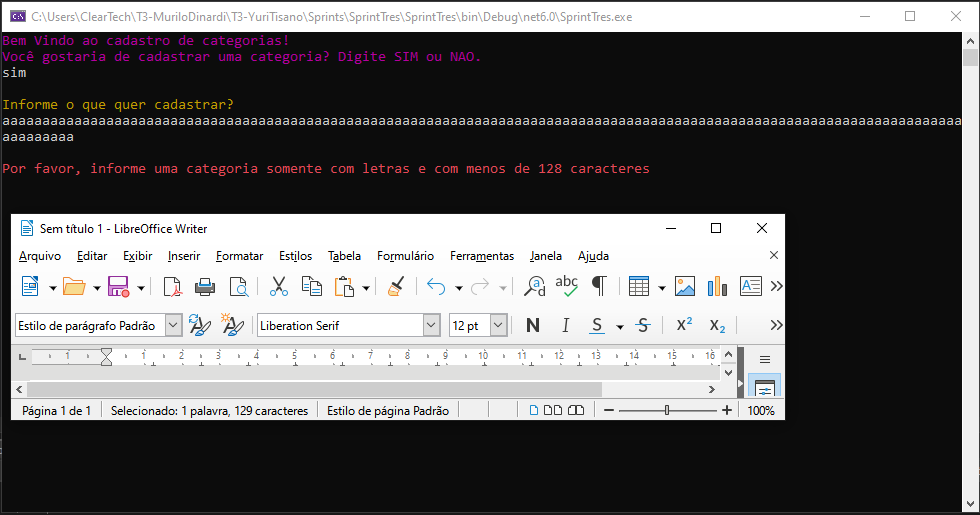 C:\Users\ClearTech\T3-MuriloDinardi\T3-YuriTisano\Sprints\SprintTres\SprintTres\bin\Debug\net6.0\SprintTres.exe
Bem Vindo ao cadastro de categorias!
Você gostaria de cadastrar uma categoria? Digite SIM ou NAO.
sim
Informe o que quer cadastrar?
aaaaaaaaaaaaaaaaaaaaaaaaaaaaaaaaaaaaaaaaaaaaaaaaaaaaaaaaaaaaaaaaaaaaaaaaaaaaaaaaaaaaaaaaaaaaaaaaaaaaaaaaaaaaaaaaaaaaaaaa
aaaaaaaaa
Por favor, informe uma categoria somente com letras e com menos de 128 caracteres
Sem título 1 - LibreOffice Writer
Arquivo Editar Exibir Inserir Formatar Estilos Tabela Formulário Ferramentas Janela Ajuda
abc
Estilo de parágrafo Padrão Liberation Serif 12 pt N I S S X² X₂
1 1 2 3 4 5 6 7 8 9 10 11 12 13 14 15 16
Página 1 de 1 Selecionado: 1 palavra, 129 caracteres Estilo de página Padrão 100%